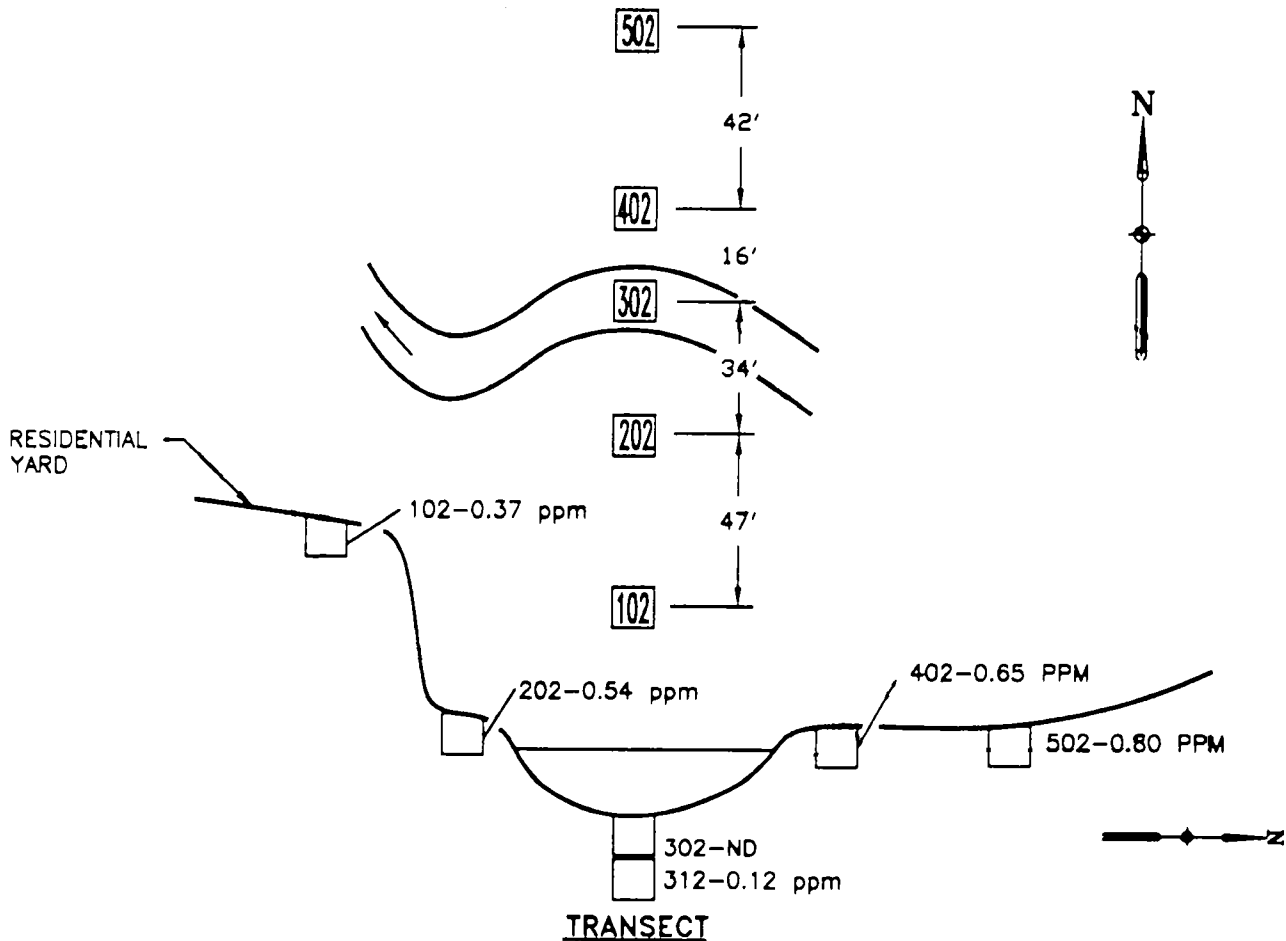 502
42'
N
402
16'
302
34'
202
RESIDENTIAL
YARD
102-0.37 ppm
47'
102
202-0.54 ppm
402-0.65 PPM
502-0.80 PPM
N
302-ND
312-0.12 ppm
TRANSECT